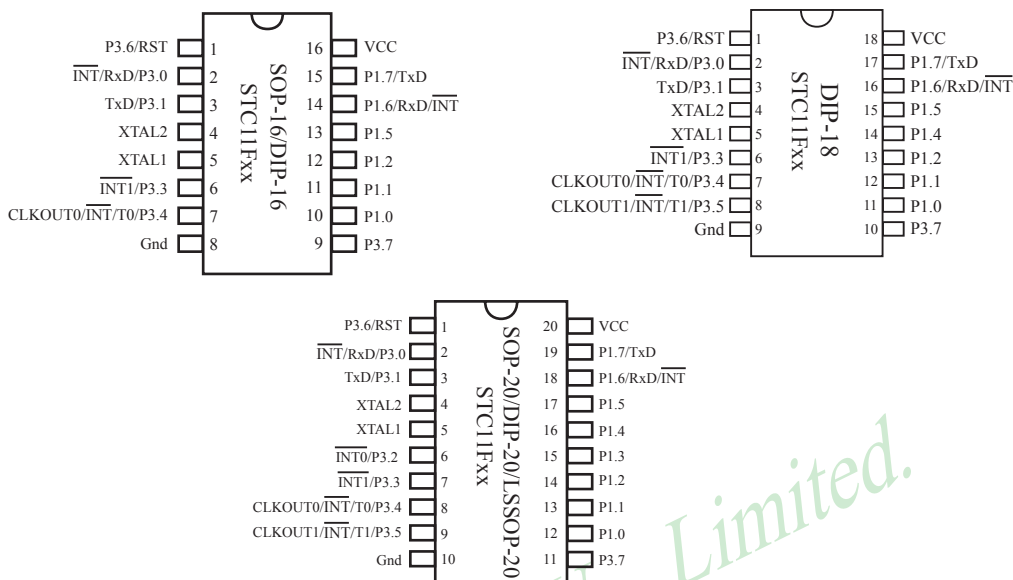 P3.6/RST 1 16 VCC
INT/RxD/P3.0 2 15 P1.7/TxD
TxD/P3.1 3 14 P1.6/RxD/INT
XTAL2 4 13 P1.5
XTAL1 5 12 P1.2
INT1/P3.3 6 11 P1.1
CLKOUT0/INT/T0/P3.4 7 10 P1.0
Gnd 8 9 P3.7
SOP-16/DIP-16
STC11Fxx
P3.6/RST 1 18 VCC
INT/RxD/P3.0 2 17 P1.7/TxD
TxD/P3.1 3 16 P1.6/RxD/INT
XTAL2 4 15 P1.5
XTAL1 5 14 P1.4
INT1/P3.3 6 13 P1.2
CLKOUT0/INT/T0/P3.4 7 12 P1.1
CLKOUT1/INT/T1/P3.5 8 11 P1.0
Gnd 9 10 P3.7
DIP-18
STC11Fxx
P3.6/RST 1 20 VCC
INT/RxD/P3.0 2 19 P1.7/TxD
TxD/P3.1 3 18 P1.6/RxD/INT
XTAL2 4 17 P1.5
XTAL1 5 16 P1.4
INT0/P3.2 6 15 P1.3
INT1/P3.3 7 14 P1.2
CLKOUT0/INT/T0/P3.4 8 13 P1.1
CLKOUT1/INT/T1/P3.5 9 12 P1.0
Gnd 10 11 P3.7
SOP-20/DIP-20/LSSOP-20
STC11Fxx
Limited.